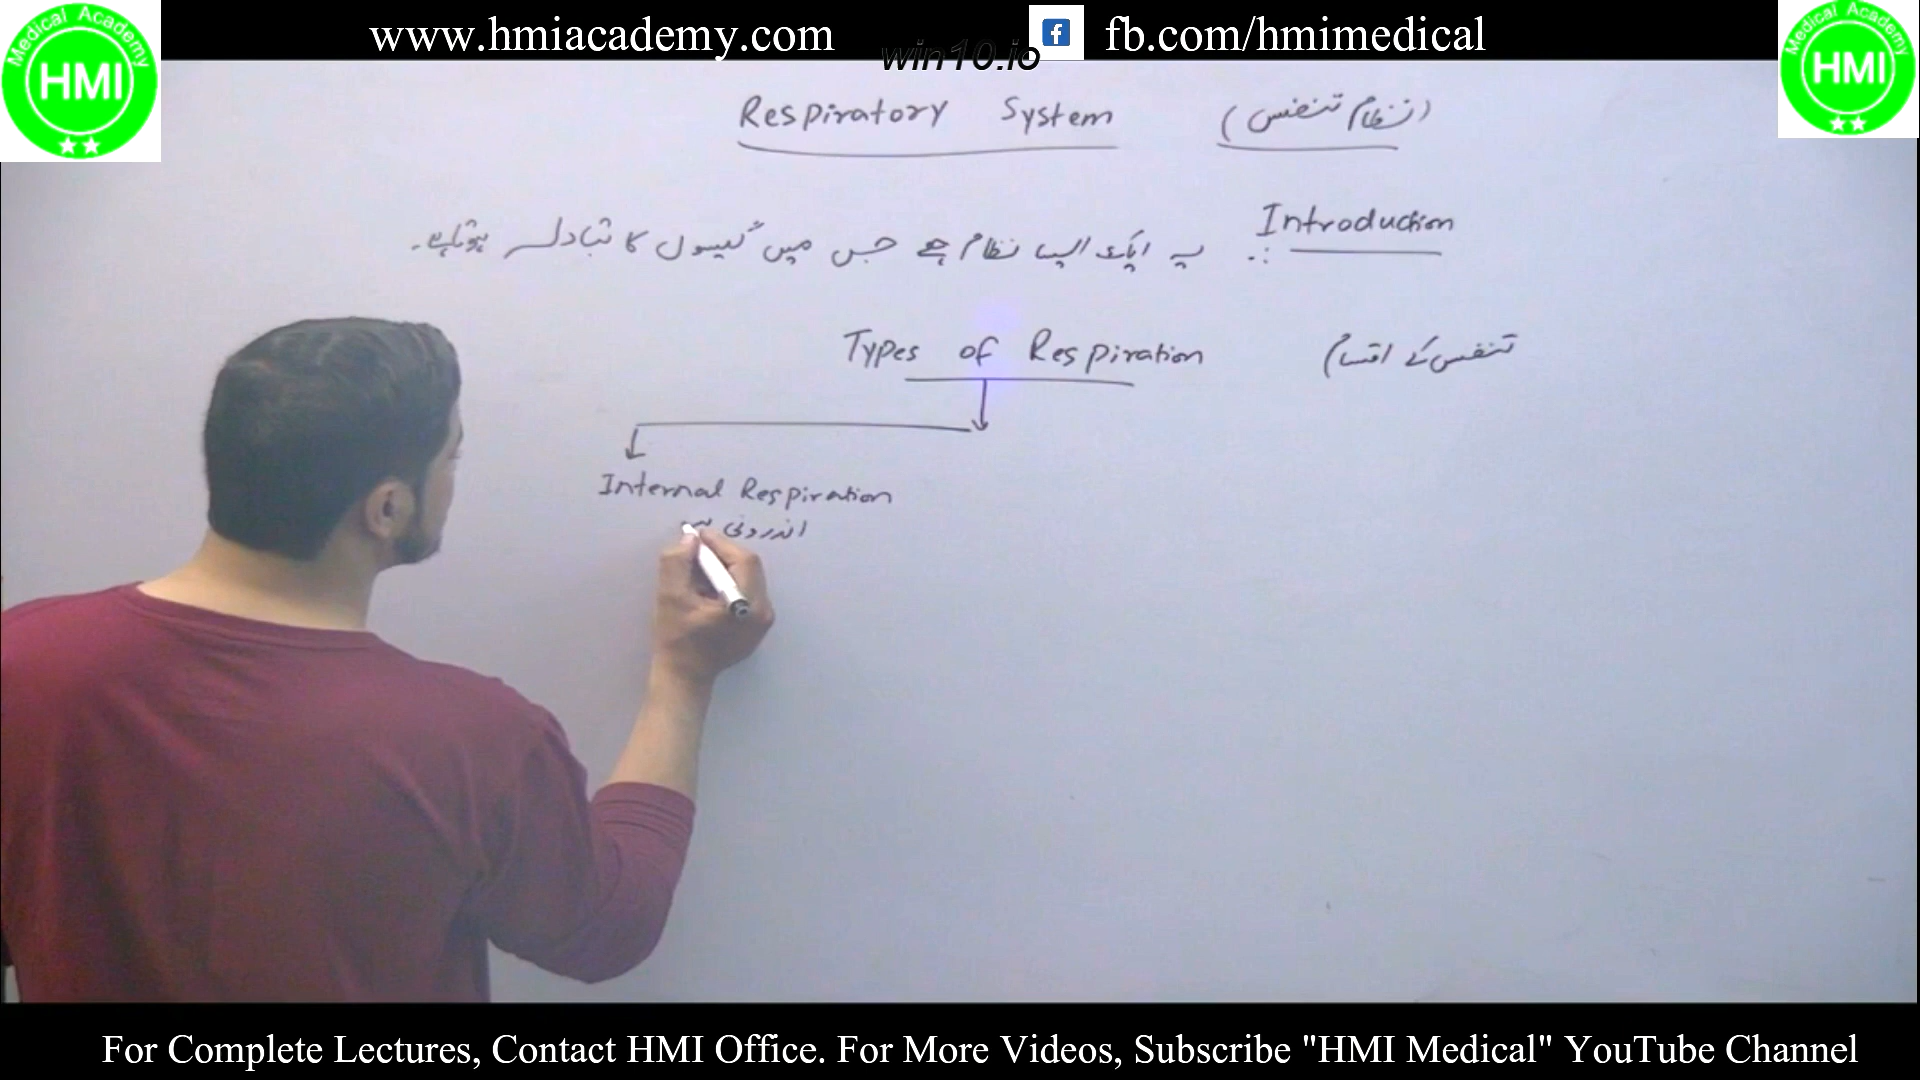 Medical Academy
HMI
www.hmiacademy.com
win10.io
fb.com/hmimedical
Medical Academy
HMI
Respiratory System (نظام تنفس)
Introduction
یہ ایک ایسا نظام ہے جس میں گیسوں کا تبادلہ ہوتا ہے۔
Types of Respiration تنفس کے اقسام
Internal Respiration
اندرونی
For Complete Lectures, Contact HMI Office. For More Videos, Subscribe "HMI Medical" YouTube Channel